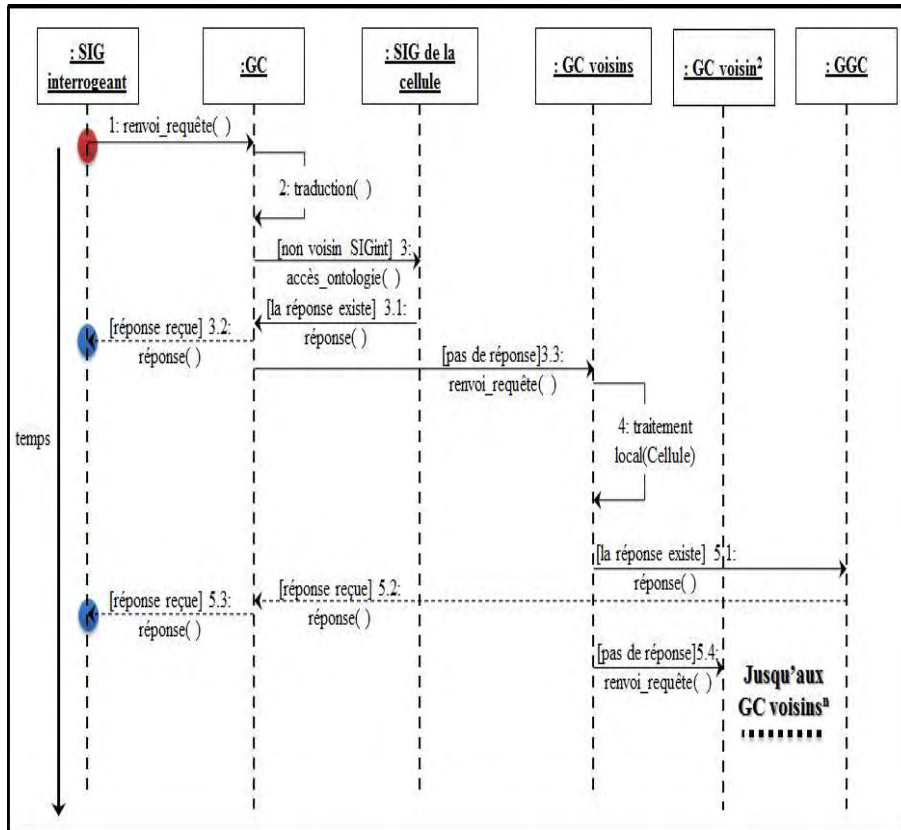 : SIG
interrogeant
:GC
: SIG de la
cellule
: GC voisins
: GC voisin²
: GGC
1: renvoi_requête( )
2: traduction( )
[non voisin SIGint] 3:
accès_ontologie( )
[la réponse existe] 3.1:
réponse( )
[réponse reçue] 3.2:
réponse( )
[pas de réponse]3.3:
renvoi_requête( )
temps
4: traitement
local(Cellule)
[la réponse existe] 5.1:
réponse( )
[réponse reçue] 5.2:
réponse( )
[réponse reçue] 5.3:
réponse( )
[pas de réponse]5.4:
renvoi_requête( )
Jusqu'aux
GC voisinsⁿ